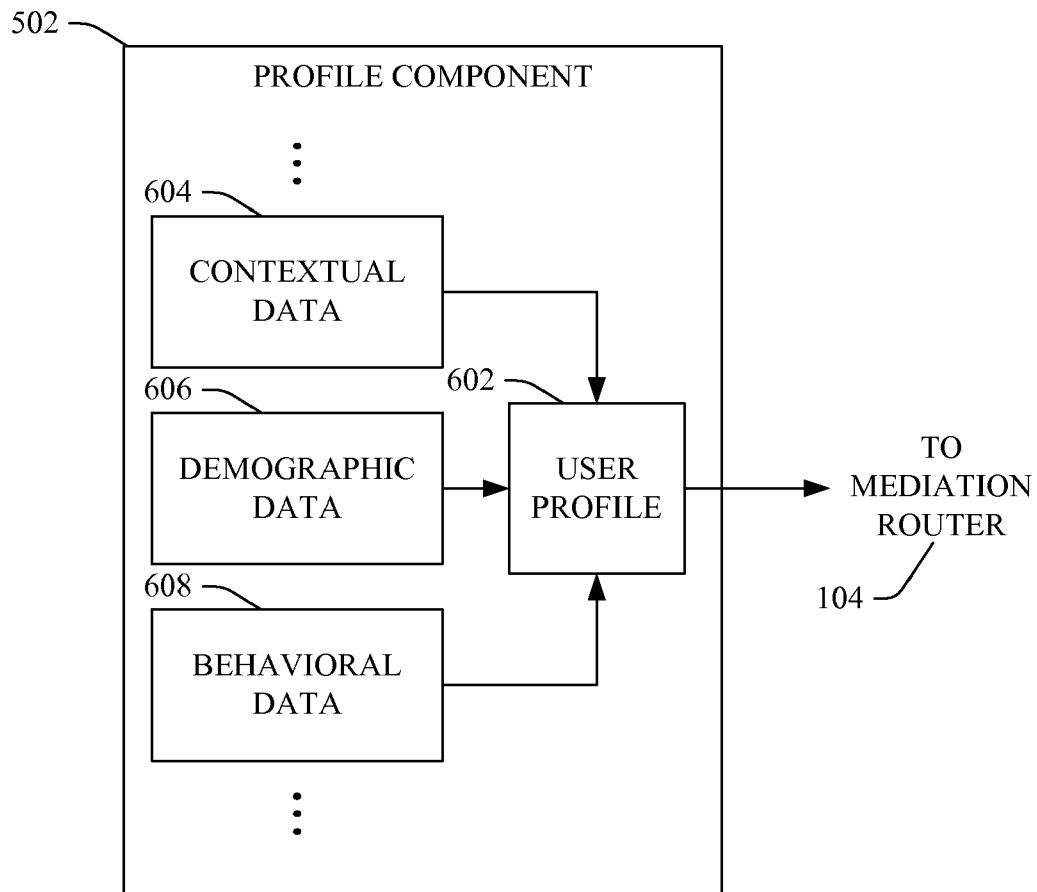 502
PROFILE COMPONENT
604
CONTEXTUAL
DATA
606
DEMOGRAPHIC
DATA
602
USER
PROFILE
TO
MEDIATION
ROUTER
104
608
BEHAVIORAL
DATA